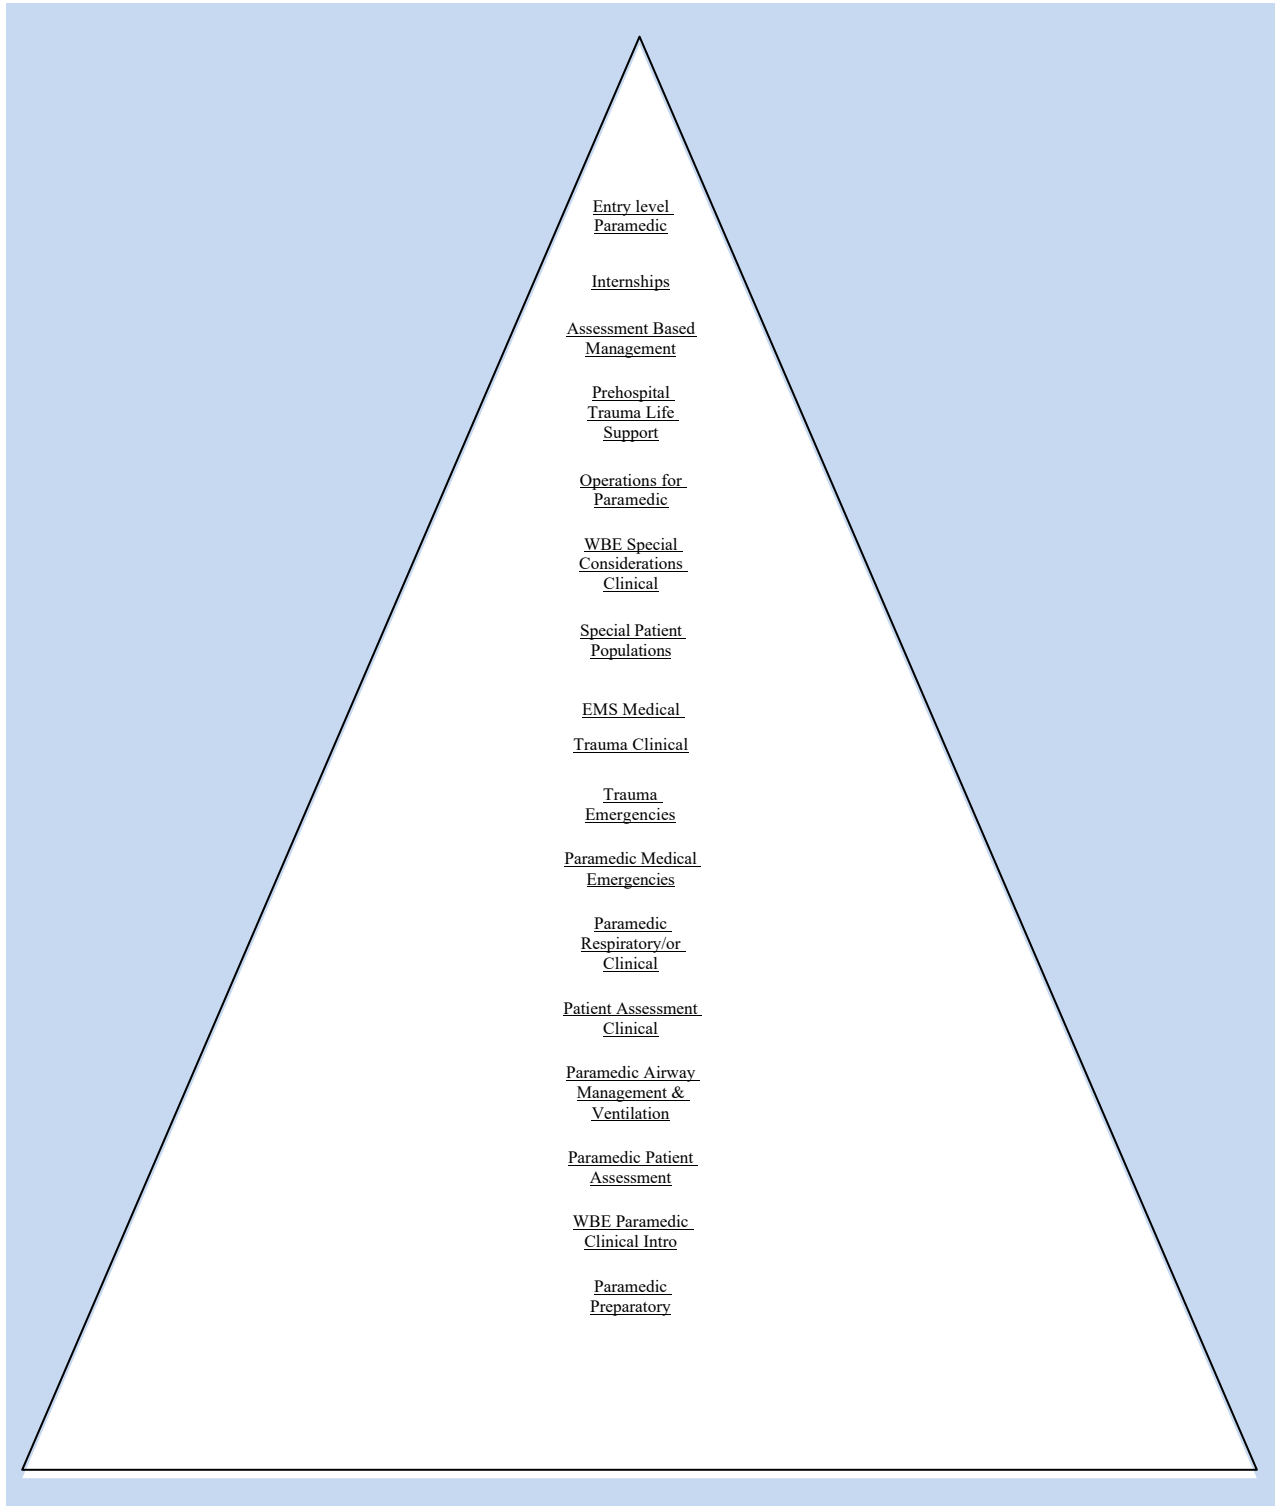 Entry level
Paramedic
Internships
Assessment Based
Management
Prehospital
Trauma Life
Support
Operations for
Paramedic
WBE Special
Considerations
Clinical
Special Patient
Populations
EMS Medical
Trauma Clinical
Trauma
Emergencies
Paramedic Medical
Emergencies
Paramedic
Respiratory/or
Clinical
Patient Assessment
Clinical
Paramedic Airway
Management &
Ventilation
Paramedic Patient
Assessment
WBE Paramedic
Clinical Intro
Paramedic
Preparatory